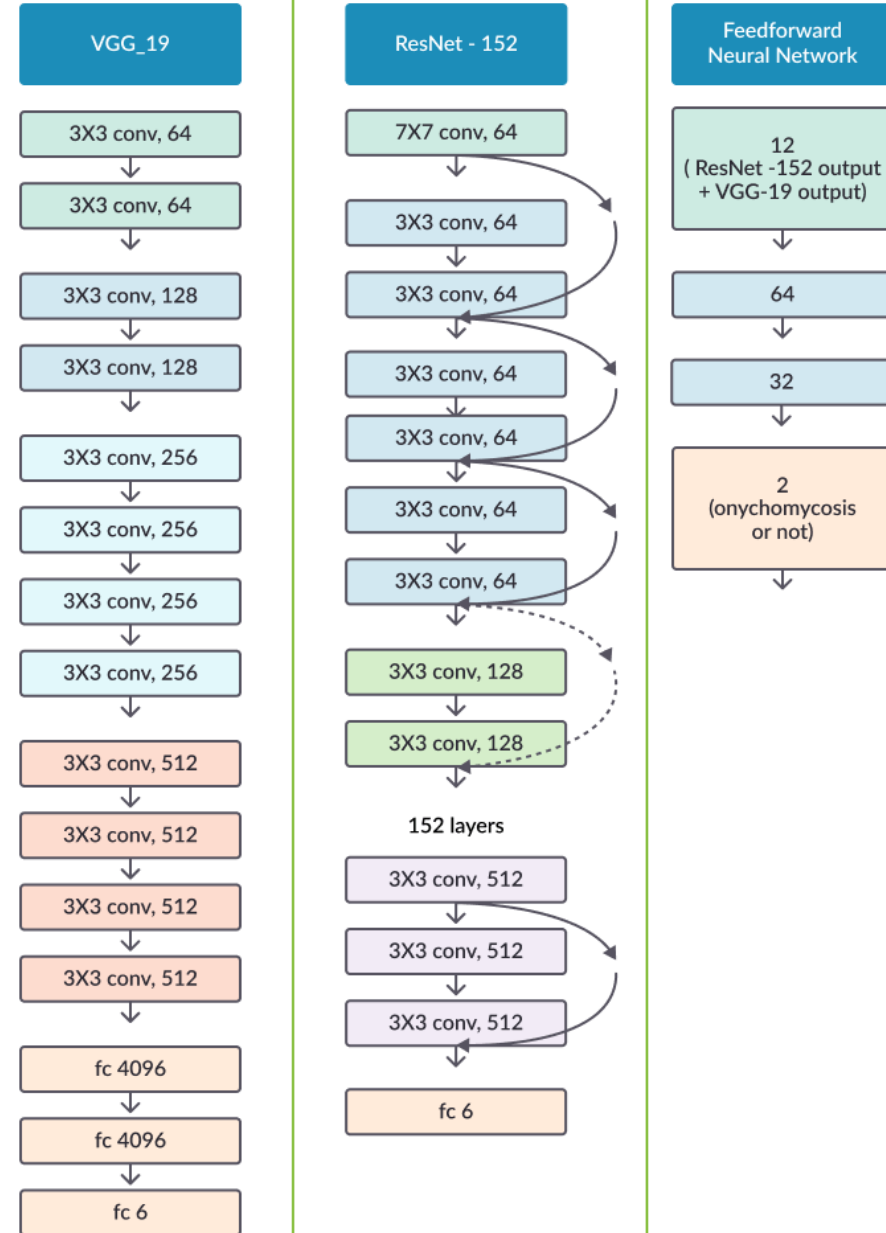 VGG_19
3X3 conv, 64
3X3 conv, 64
3X3 conv, 128
3X3 conv, 128
3X3 conv, 256
3X3 conv, 256
3X3 conv, 256
3X3 conv, 256
3X3 conv, 512
3X3 conv, 512
3X3 conv, 512
3X3 conv, 512
fc 4096
fc 4096
fc 6
ResNet - 152
7X7 conv, 64
3X3 conv, 64
3X3 conv, 64
3X3 conv, 64
3X3 conv, 64
3X3 conv, 64
3X3 conv, 64
3X3 conv, 128
3X3 conv, 128
152 layers
3X3 conv, 512
3X3 conv, 512
3X3 conv, 512
fc 6
Feedforward
Neural Network
12
( ResNet -152 output
+ VGG-19 output)
64
32
2
(onychomycosis
or not)